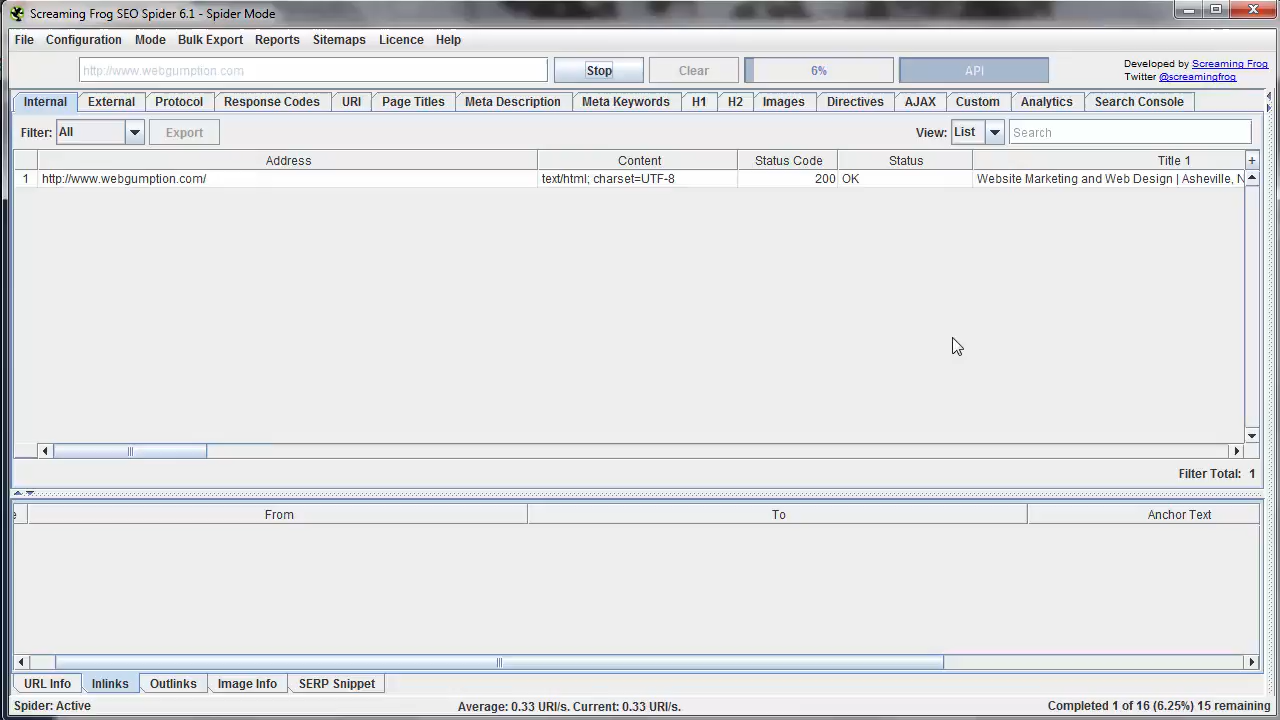 Screaming Frog SEO Spider 6.1 - Spider Mode
File Configuration Mode Bulk Export Reports Sitemaps Licence Help
http://www.webgumption.com Stop Clear 6% API
Developed by Screaming Frog
Twitter @screamingfrog
Internal External Protocol Response Codes URI Page Titles Meta Description Meta Keywords H1 H2 Images Directives AJAX Custom Analytics Search Console
Filter: All Export View: List Search
Address Content Status Code Status Title 1 +
1 http://www.webgumption.com/ text/html; charset=UTF-8 200 OK Website Marketing and Web Design | Asheville, N
Filter Total: 1
From To Anchor Text
URL Info Inlinks Outlinks Image Info SERP Snippet
Spider: Active Average: 0.33 URI/s. Current: 0.33 URI/s. Completed 1 of 16 (6.25%) 15 remaining